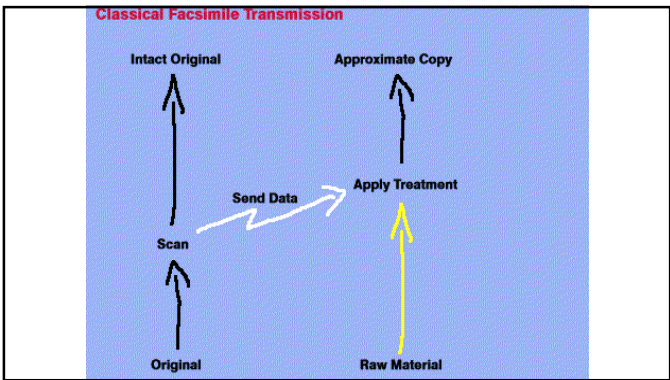 Classical Facsimile Transmission
Intact Original
Approximate Copy
Apply Treatment
Send Data
Scan
Original
Raw Material